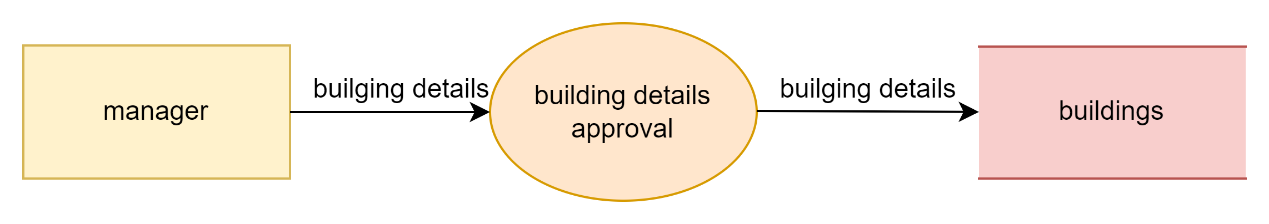 manager
builging details
building details
approval
builging details
buildings